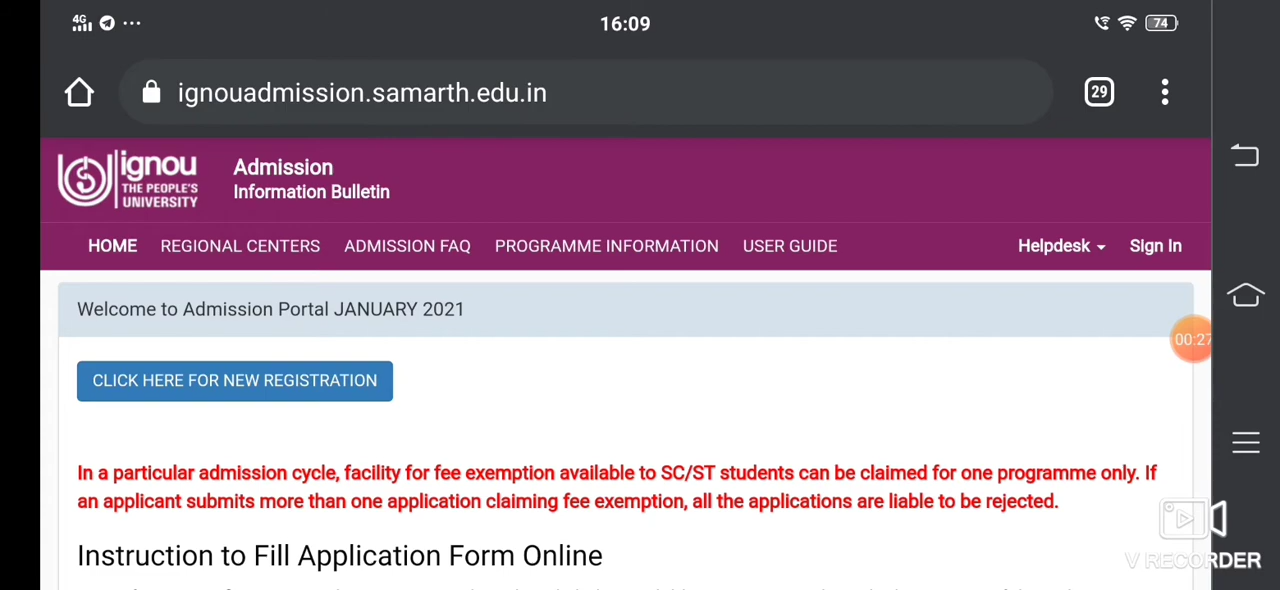 4G
16:09
74
ignouadmission.samarth.edu.in
29
ignou
THE PEOPLE'S
UNIVERSITY
Admission
Information Bulletin
HOME REGIONAL CENTERS ADMISSION FAQ PROGRAMME INFORMATION USER GUIDE Helpdesk Sign In
Welcome to Admission Portal JANUARY 2021
00:27
CLICK HERE FOR NEW REGISTRATION
In a particular admission cycle, facility for fee exemption available to SC/ST students can be claimed for one programme only. If
an applicant submits more than one application claiming fee exemption, all the applications are liable to be rejected.
Instruction to Fill Application Form Online
V RECORDER